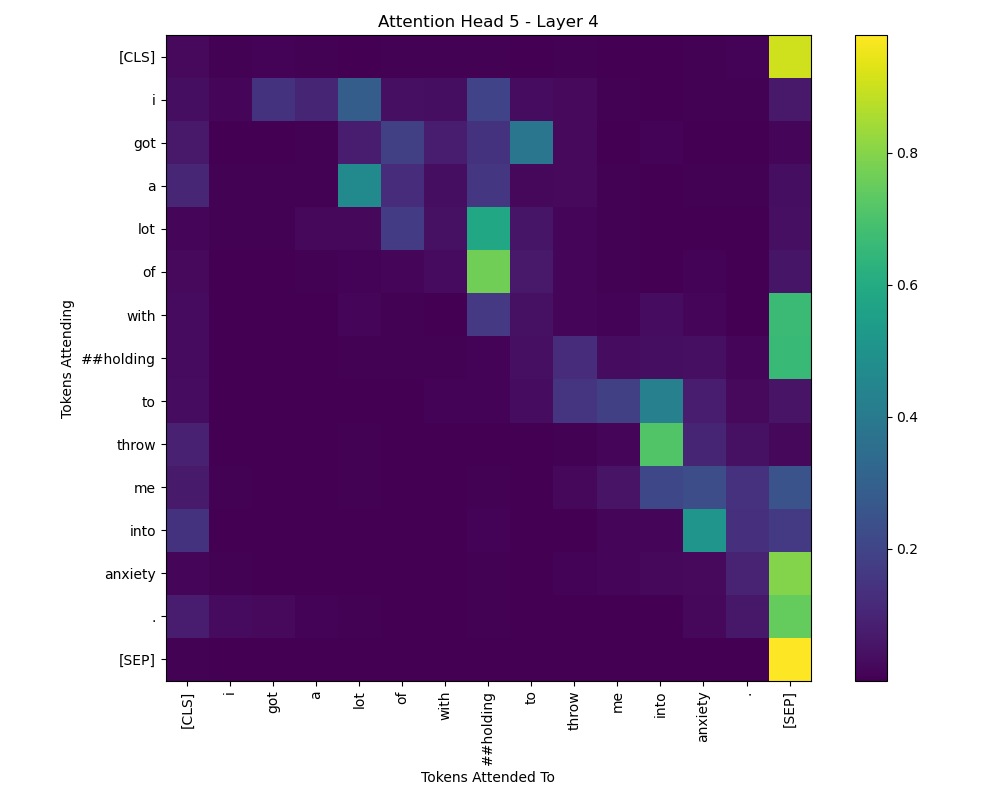 Attention Head 5 - Layer 4
[CLS]
i
got
a
lot
of
with
##holding
to
throw
me
into
anxiety
.
[SEP]
Tokens Attending
[CLS]
i
got
a
lot
of
with
##holding
to
throw
me
into
anxiety
.
[SEP]
Tokens Attended To
0.8
0.6
0.4
0.2